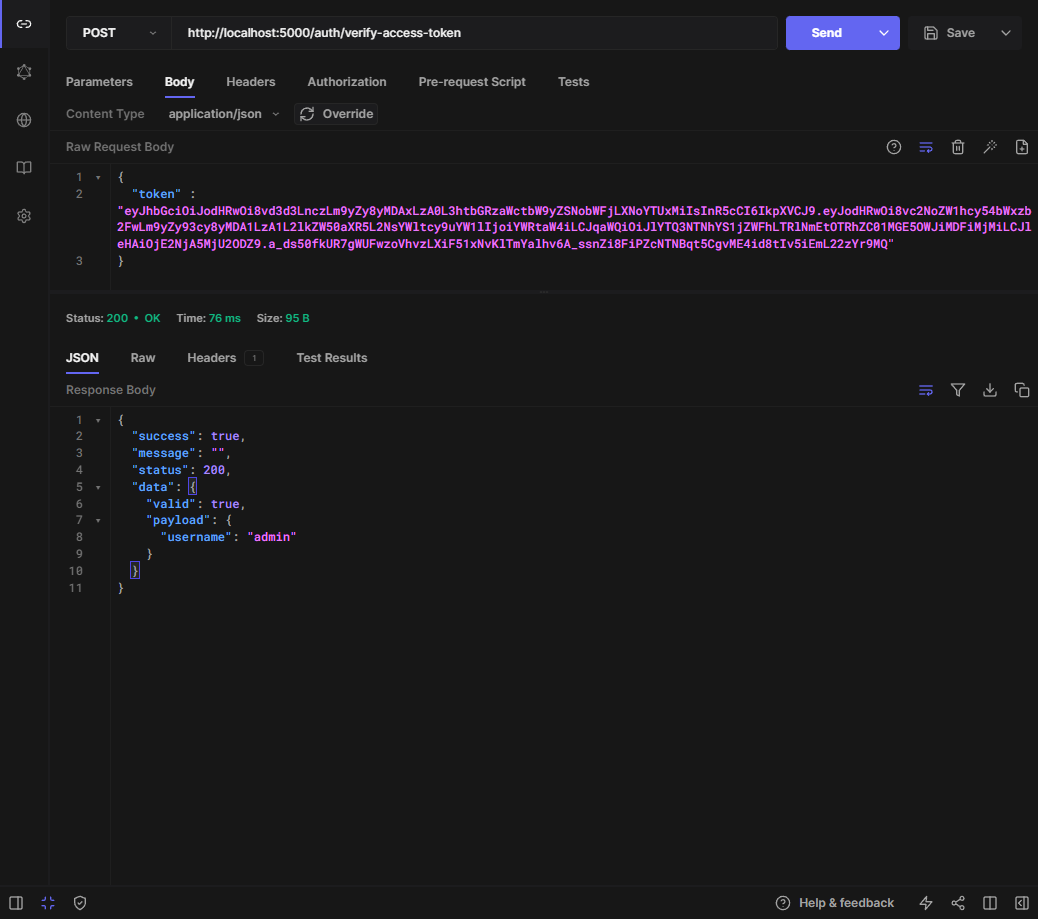 POST
http://localhost:5000/auth/verify-access-token
Send
Save
Parameters
Body
Headers
Authorization
Pre-request Script
Tests
Content Type
application/json
Override
Raw Request Body
1 {
2 "token" :
"eyJhbGciOiJodHRwOi8vd3d3LnczLm9yZy8yMDAxLzA0L3htbGRzaWctbW9yZSNobWFjLXNoYTUxMiIsInR5cCI6IkpXVCJ9.eyJodHRwOi8vc2NoZW1hcy54bWxzb
2FwLm9yZy93cy8yMDA1LzA1L2lkZW50aXR5L2NsYWltcy9uYW1lIjoiYWRtaW4iLCJqaWQiOiJlYTQ3NTNhYS1jZWFhLTRlNmEtOTRhZC01MGE5OWJiMDFiMjMiLCJl
eHAiOjE2NjA5MjU2ODZ9.a_ds50fkUR7gWUFwzoVhvzLXiF51xNvKlTmYalhv6A_ssnZi8FiPZcNTNBqt5CgvME4id8tIv5iEmL22zYr9MQ"
3 }
Status: 200 • OK
Time: 76 ms
Size: 95 B
JSON
Raw
Headers 1
Test Results
Response Body
1 {
2 "success": true,
3 "message": "",
4 "status": 200,
5 "data": {
6 "valid": true,
7 "payload": {
8 "username": "admin"
9 }
10 }
11 }
Help & feedback